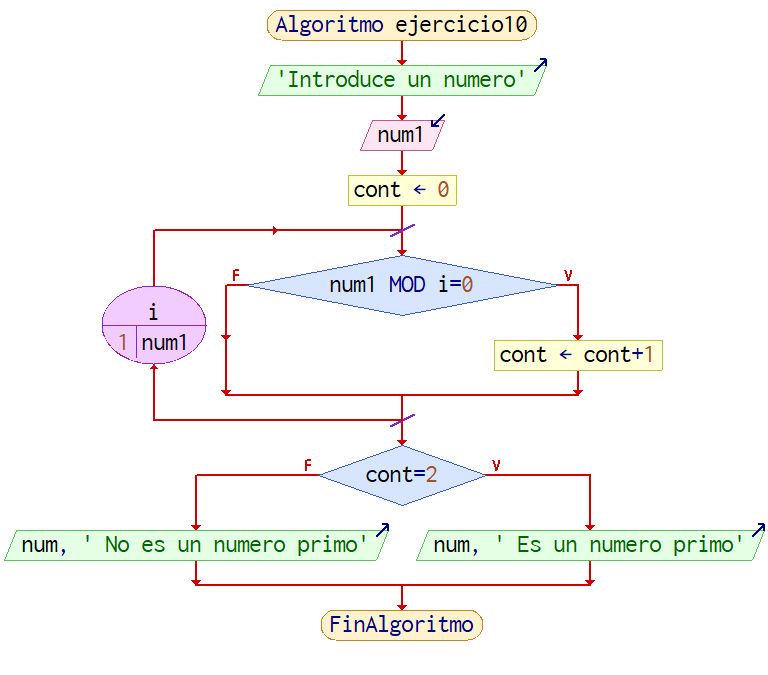 Algoritmo ejercicio10
'Introduce un numero'
num1
cont ← 0
F
num1 MOD i=0
V
i
1 num1
cont ← cont+1
F
cont=2
V
num, ' No es un numero primo'
num, ' Es un numero primo'
FinAlgoritmo